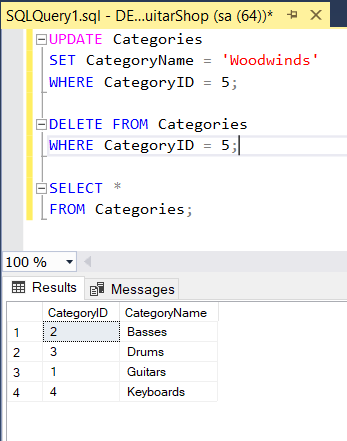 SQLQuery1.sql - DE...uitarShop (sa (64))*
UPDATE Categories
SET CategoryName = 'Woodwinds'
WHERE CategoryID = 5;
DELETE FROM Categories
WHERE CategoryID = 5;
SELECT *
FROM Categories;
100 %
Results Messages
CategoryID CategoryName
1 2 Basses
2 3 Drums
3 1 Guitars
4 4 Keyboards